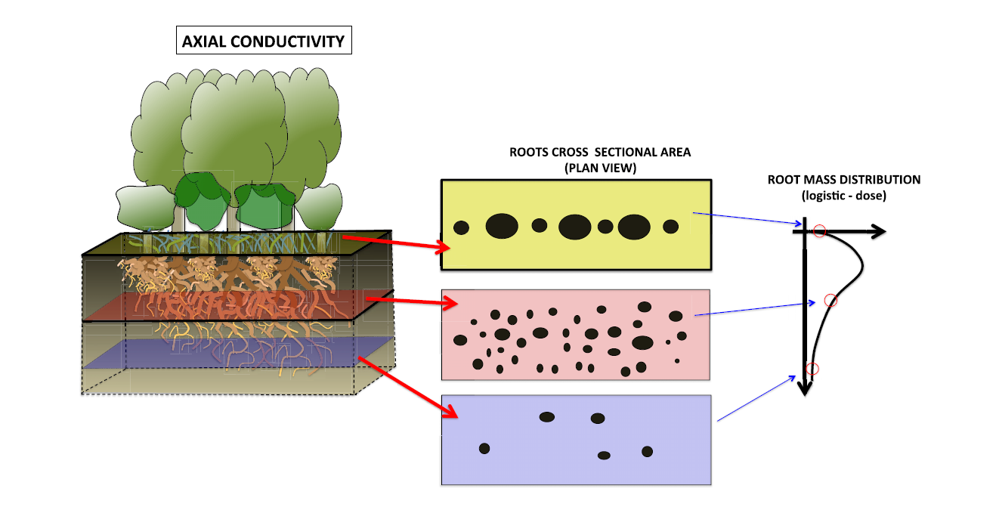 AXIAL CONDUCTIVITY
ROOTS CROSS SECTIONAL AREA
(PLAN VIEW)
ROOT MASS DISTRIBUTION
(logistic - dose)